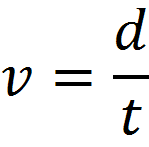 v = d/t